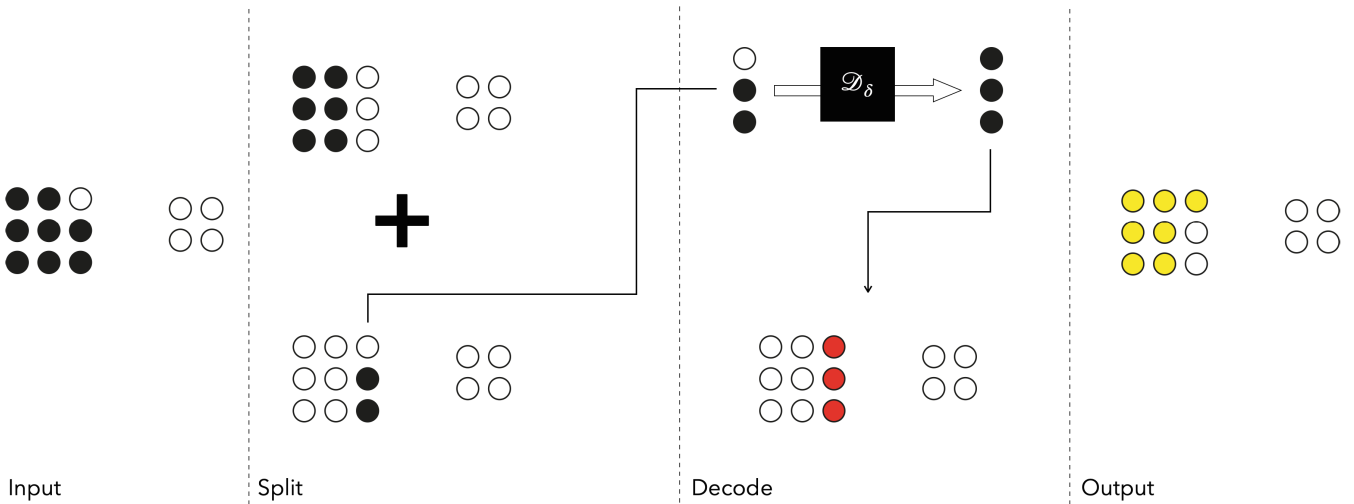 𝒟δ
Input
Split
Decode
Output